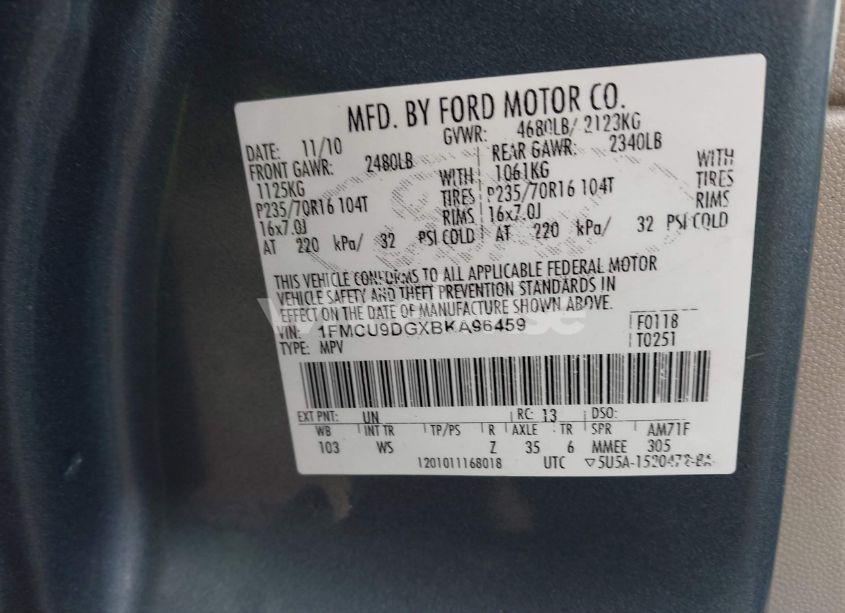 MFD. BY FORD MOTOR CO.
DATE: 11/10 GVWR: 4680LB/ 2123KG
FRONT GAWR: 2480LB REAR GAWR: 2340LB
1125KG WITH 1061KG WITH
P235/70R16 104T TIRES P235/70R16 104T TIRES
16x7.0J RIMS 16x7.0J RIMS
AT 220 kPa/ 32 PSI COLD AT 220 kPa/ 32 PSI COLD
THIS VEHICLE CONFORMS TO ALL APPLICABLE FEDERAL MOTOR
VEHICLE SAFETY AND THEFT PREVENTION STANDARDS IN
EFFECT ON THE DATE OF MANUFACTURE SHOWN ABOVE.
VIN: 1FMCU9DGXBKA96459 F0118
TYPE: MPV T0251
EXT PNT: UN RC: 13 DSO:
WB INT TR TP/PS R AXLE TR SPR AM71F
103 WS Z 35 6 MMEE 305
1201011168018 UTC